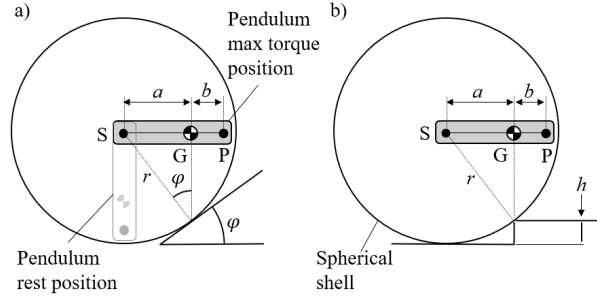 a)
Pendulum
max torque
position
a
b
S
G
P
r
φ
φ
Pendulum
rest position
b)
a
b
S
G
P
r
h
Spherical
shell